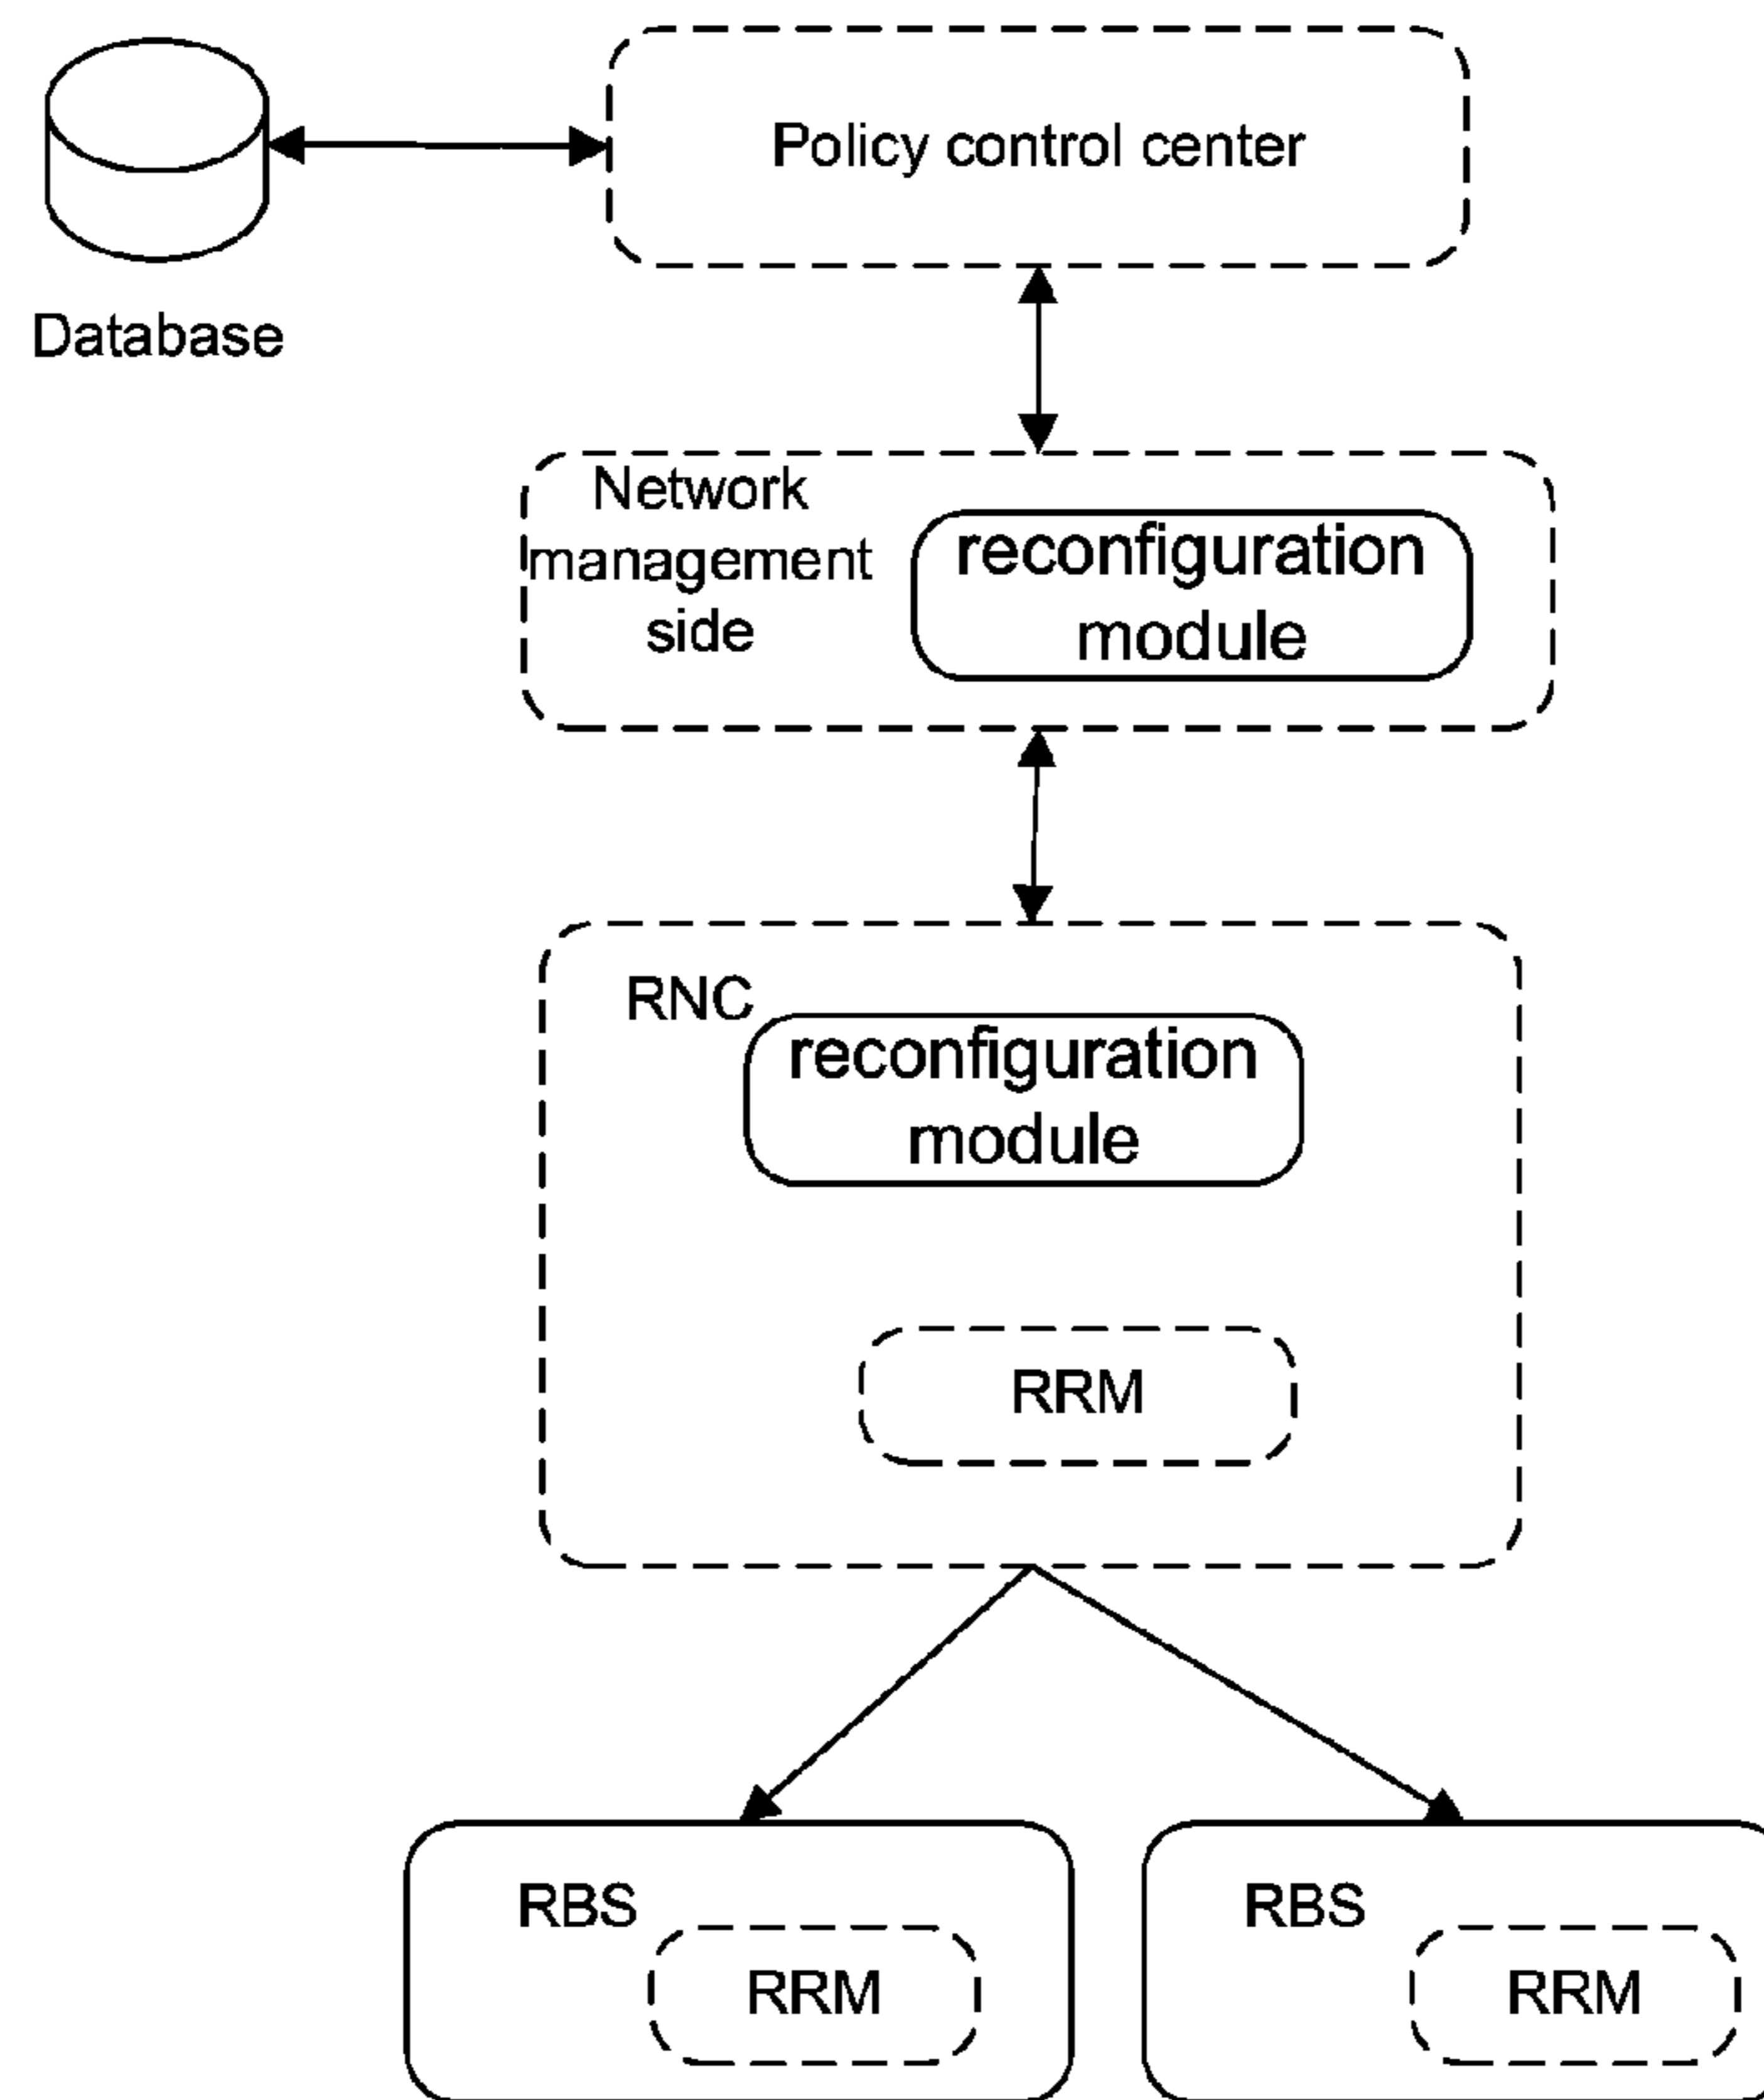 Policy control center
Database
Network
management
side
reconfiguration
module
RNC
reconfiguration
module
RRM
RBS
RRM
RBS
RRM